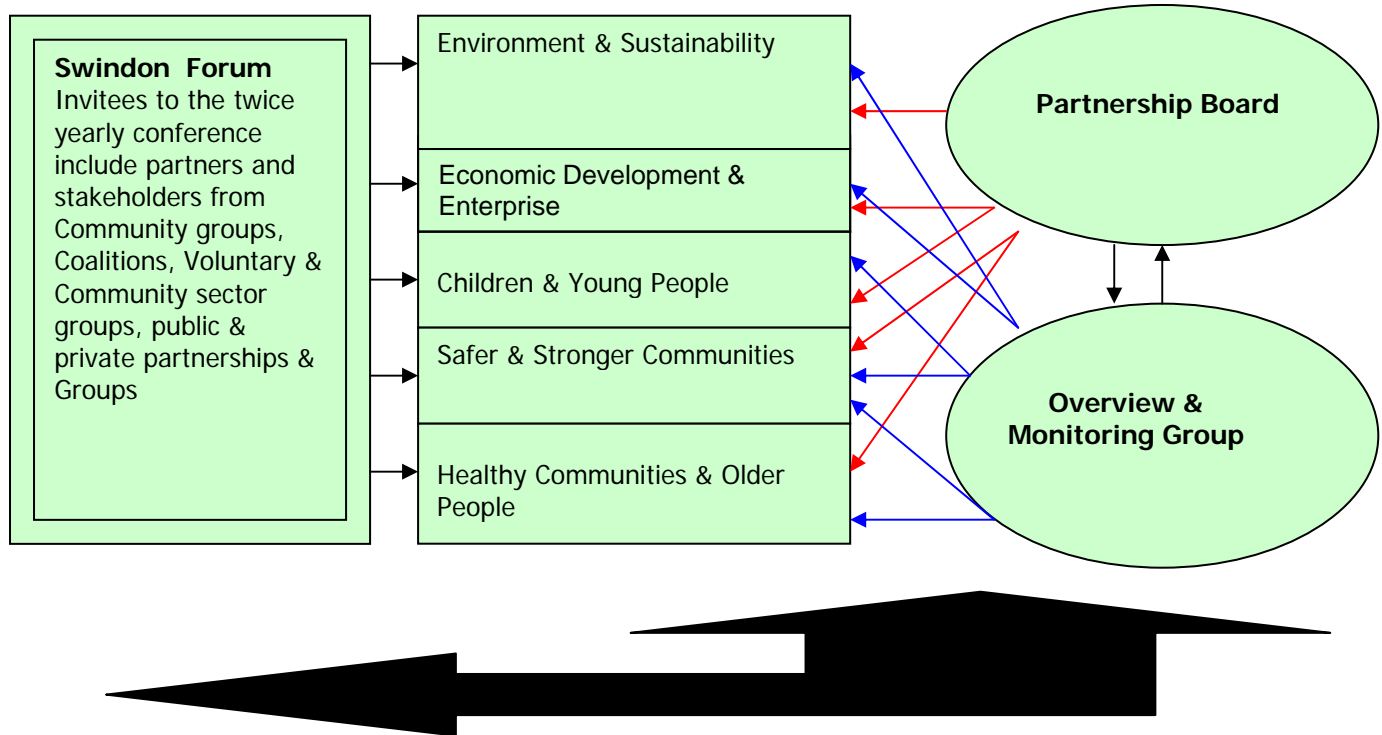 Swindon Forum
Invitees to the twice
yearly conference
include partners and
stakeholders from
Community groups,
Coalitions, Voluntary &
Community sector
groups, public &
private partnerships &
Groups
Environment & Sustainability
Economic Development &
Enterprise
Children & Young People
Safer & Stronger Communities
Healthy Communities & Older
People
Partnership Board
Overview &
Monitoring Group